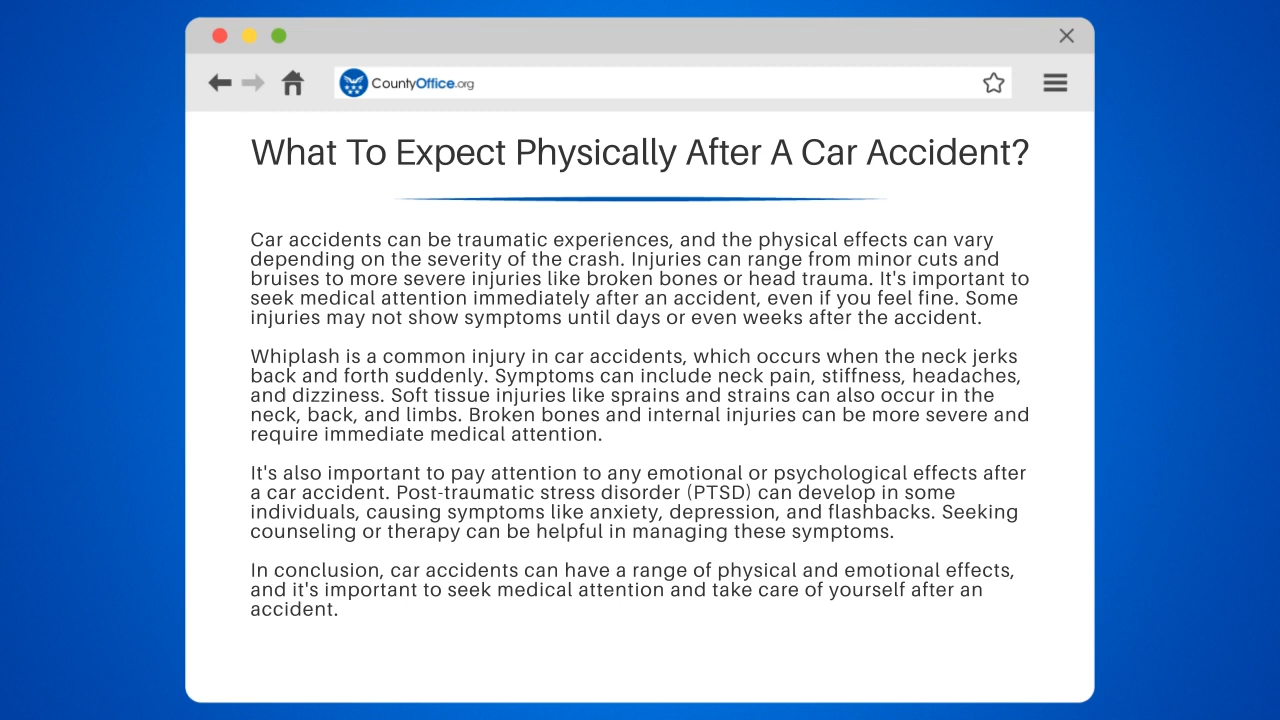 CountyOffice.org
What To Expect Physically After A Car Accident?
Car accidents can be traumatic experiences, and the physical effects can vary
depending on the severity of the crash. Injuries can range from minor cuts and
bruises to more severe injuries like broken bones or head trauma. It's important to
seek medical attention immediately after an accident, even if you feel fine. Some
injuries may not show symptoms until days or even weeks after the accident.
Whiplash is a common injury in car accidents, which occurs when the neck jerks
back and forth suddenly. Symptoms can include neck pain, stiffness, headaches,
and dizziness. Soft tissue injuries like sprains and strains can also occur in the
neck, back, and limbs. Broken bones and internal injuries can be more severe and
require immediate medical attention.
It's also important to pay attention to any emotional or psychological effects after
a car accident. Post-traumatic stress disorder (PTSD) can develop in some
individuals, causing symptoms like anxiety, depression, and flashbacks. Seeking
counseling or therapy can be helpful in managing these symptoms.
In conclusion, car accidents can have a range of physical and emotional effects,
and it's important to seek medical attention and take care of yourself after an
accident.